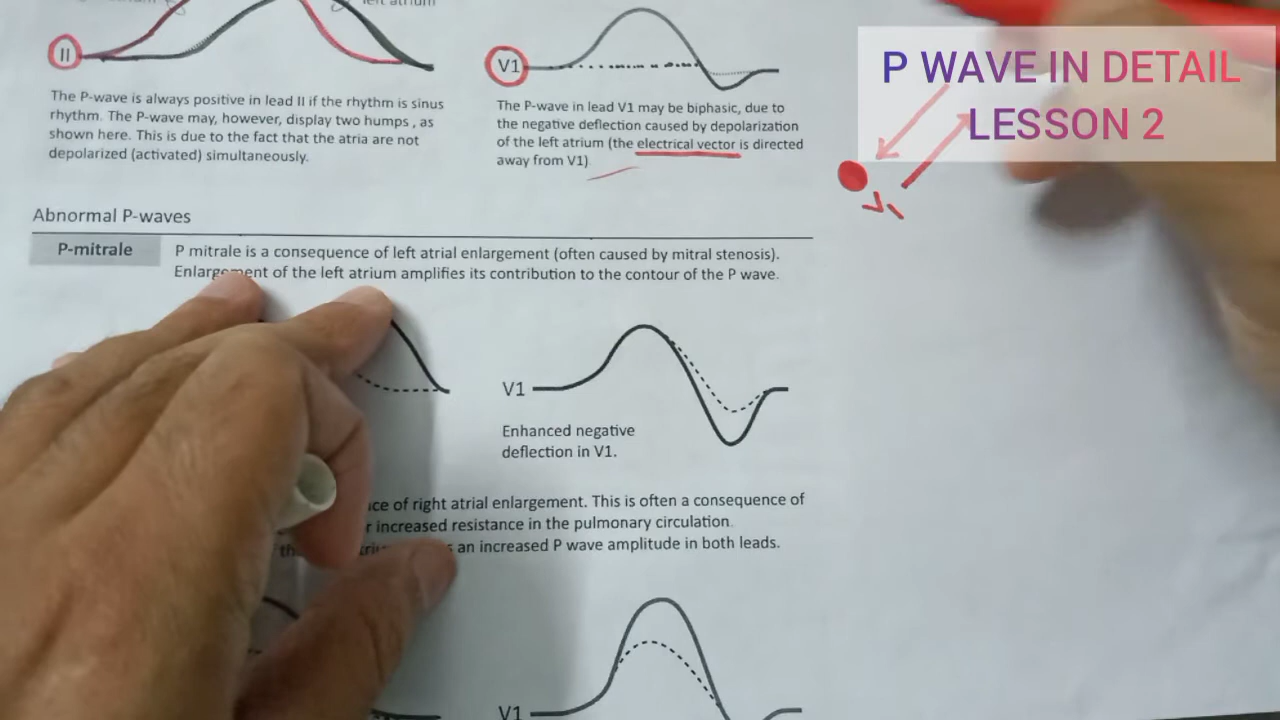 left atrium
II
The P-wave is always positive in lead II if the rhythm is sinus
rhythm. The P-wave may, however, display two humps , as
shown here. This is due to the fact that the atria are not
depolarized (activated) simultaneously.
V1
The P-wave in lead V1 may be biphasic, due to
the negative deflection caused by depolarization
of the left atrium (the electrical vector is directed
away from V1)
P WAVE IN DETAIL
LESSON 2
V1
Abnormal P-waves
P-mitrale
P mitrale is a consequence of left atrial enlargement (often caused by mitral stenosis).
Enlargement of the left atrium amplifies its contribution to the contour of the P wave.
V1
Enhanced negative
deflection in V1.
of right atrial enlargement. This is often a consequence of
increased resistance in the pulmonary circulation.
an increased P wave amplitude in both leads.
V1